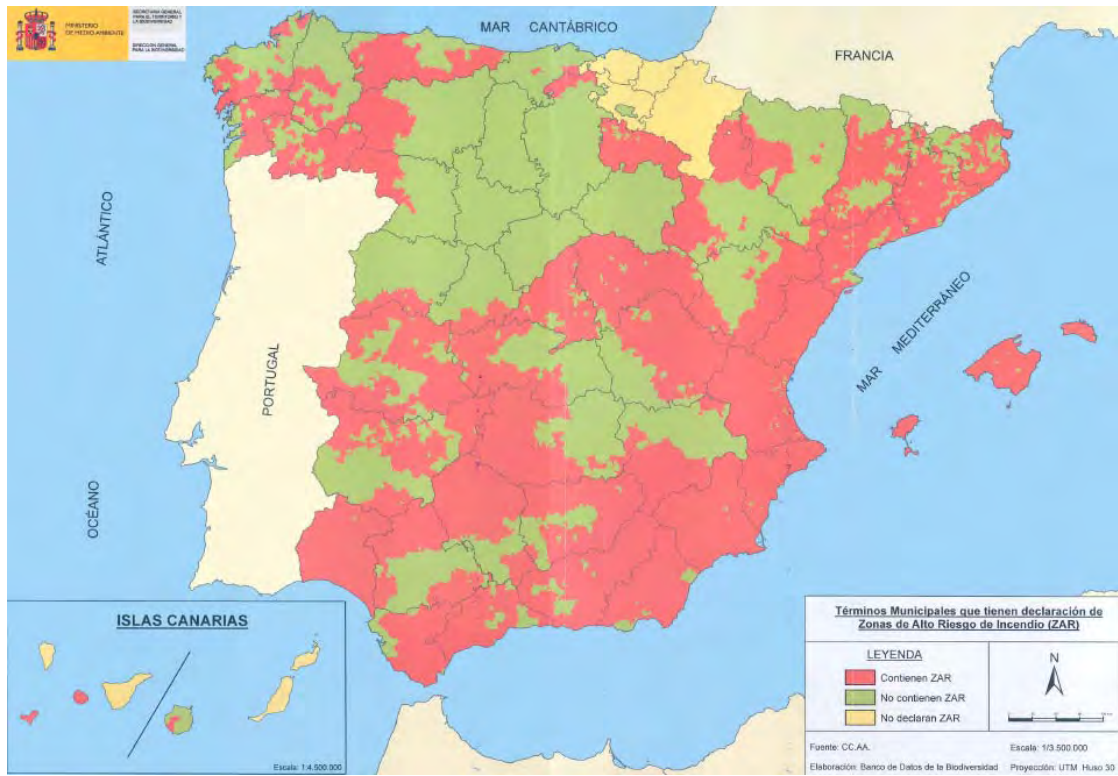 MINISTERIO
DE MEDIO AMBIENTE
SECRETARÍA GENERAL
PARA EL TERRITORIO Y
LA BIODIVERSIDAD
DIRECCIÓN GENERAL
PARA LA BIODIVERSIDAD
MAR CANTÁBRICO
FRANCIA
ATLÁNTICO
OCÉANO
PORTUGAL
MAR MEDITERRÁNEO
ISLAS CANARIAS
Escala: 1:4.500.000
Términos Municipales que tienen declaración de
Zonas de Alto Riesgo de Incendio (ZAR)
LEYENDA
Contienen ZAR
No contienen ZAR
No declaran ZAR
N
Fuente: CC.AA.
Escala: 1/3.500.000
Elaboración: Banco de Datos de la Biodiversidad
Proyección: UTM Huso 30